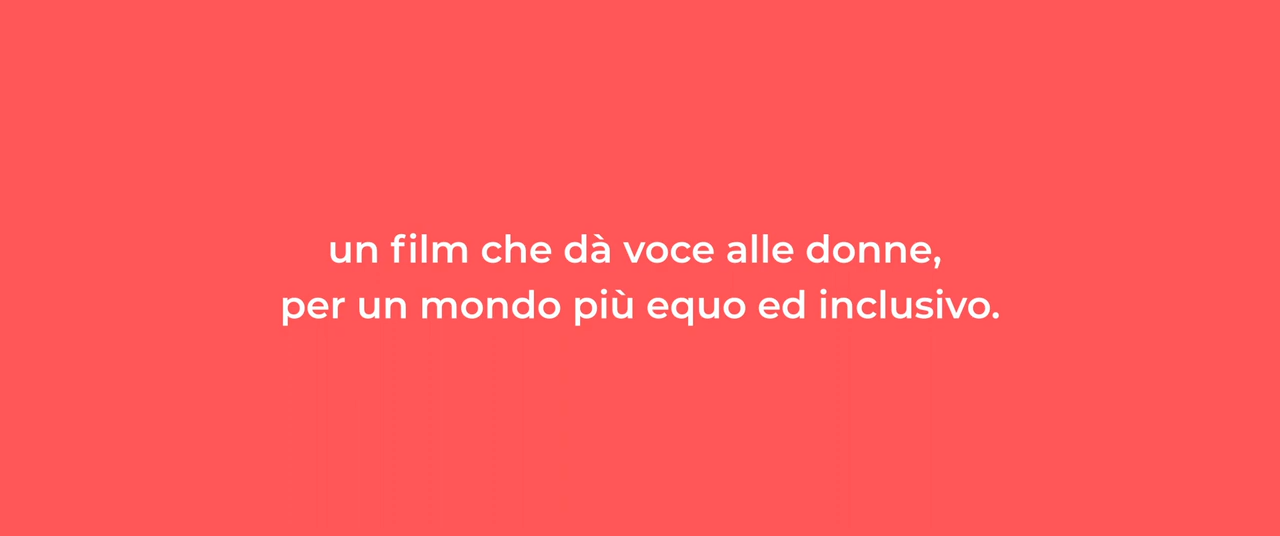 un film che dà voce alle donne,
per un mondo più equo ed inclusivo.